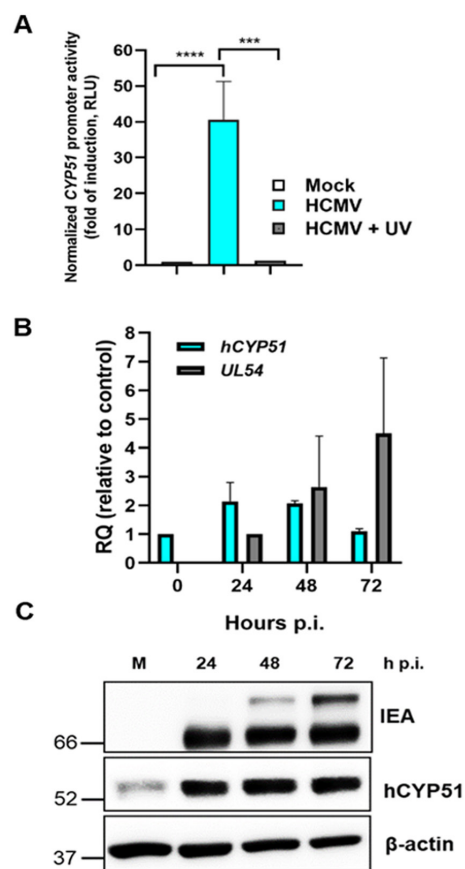 A
Normalized CYP51 promoter activity
(fold of induction, RLU)
60
50
40
30
20
10
0
****
***
Mock
HCMV
HCMV + UV
B
RQ (relative to control)
8
7
6
5
4
3
2
1
0
hCYP51
UL54
0 24 48 72
Hours p.i.
C
M 24 48 72 h p.i.
66
IEA
52
hCYP51
37
β-actin